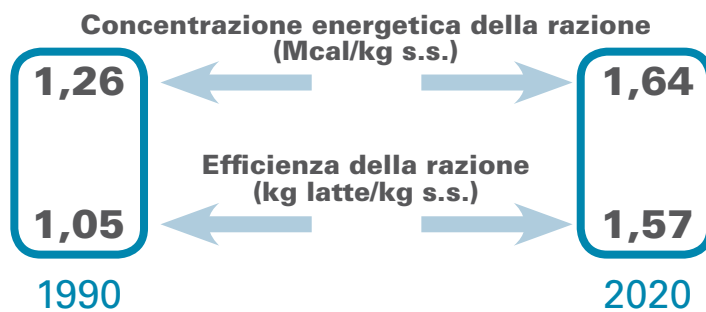 Concentrazione energetica della razione
(Mcal/kg s.s.)
1,26
1,64
Efficienza della razione
(kg latte/kg s.s.)
1,05
1,57
1990
2020